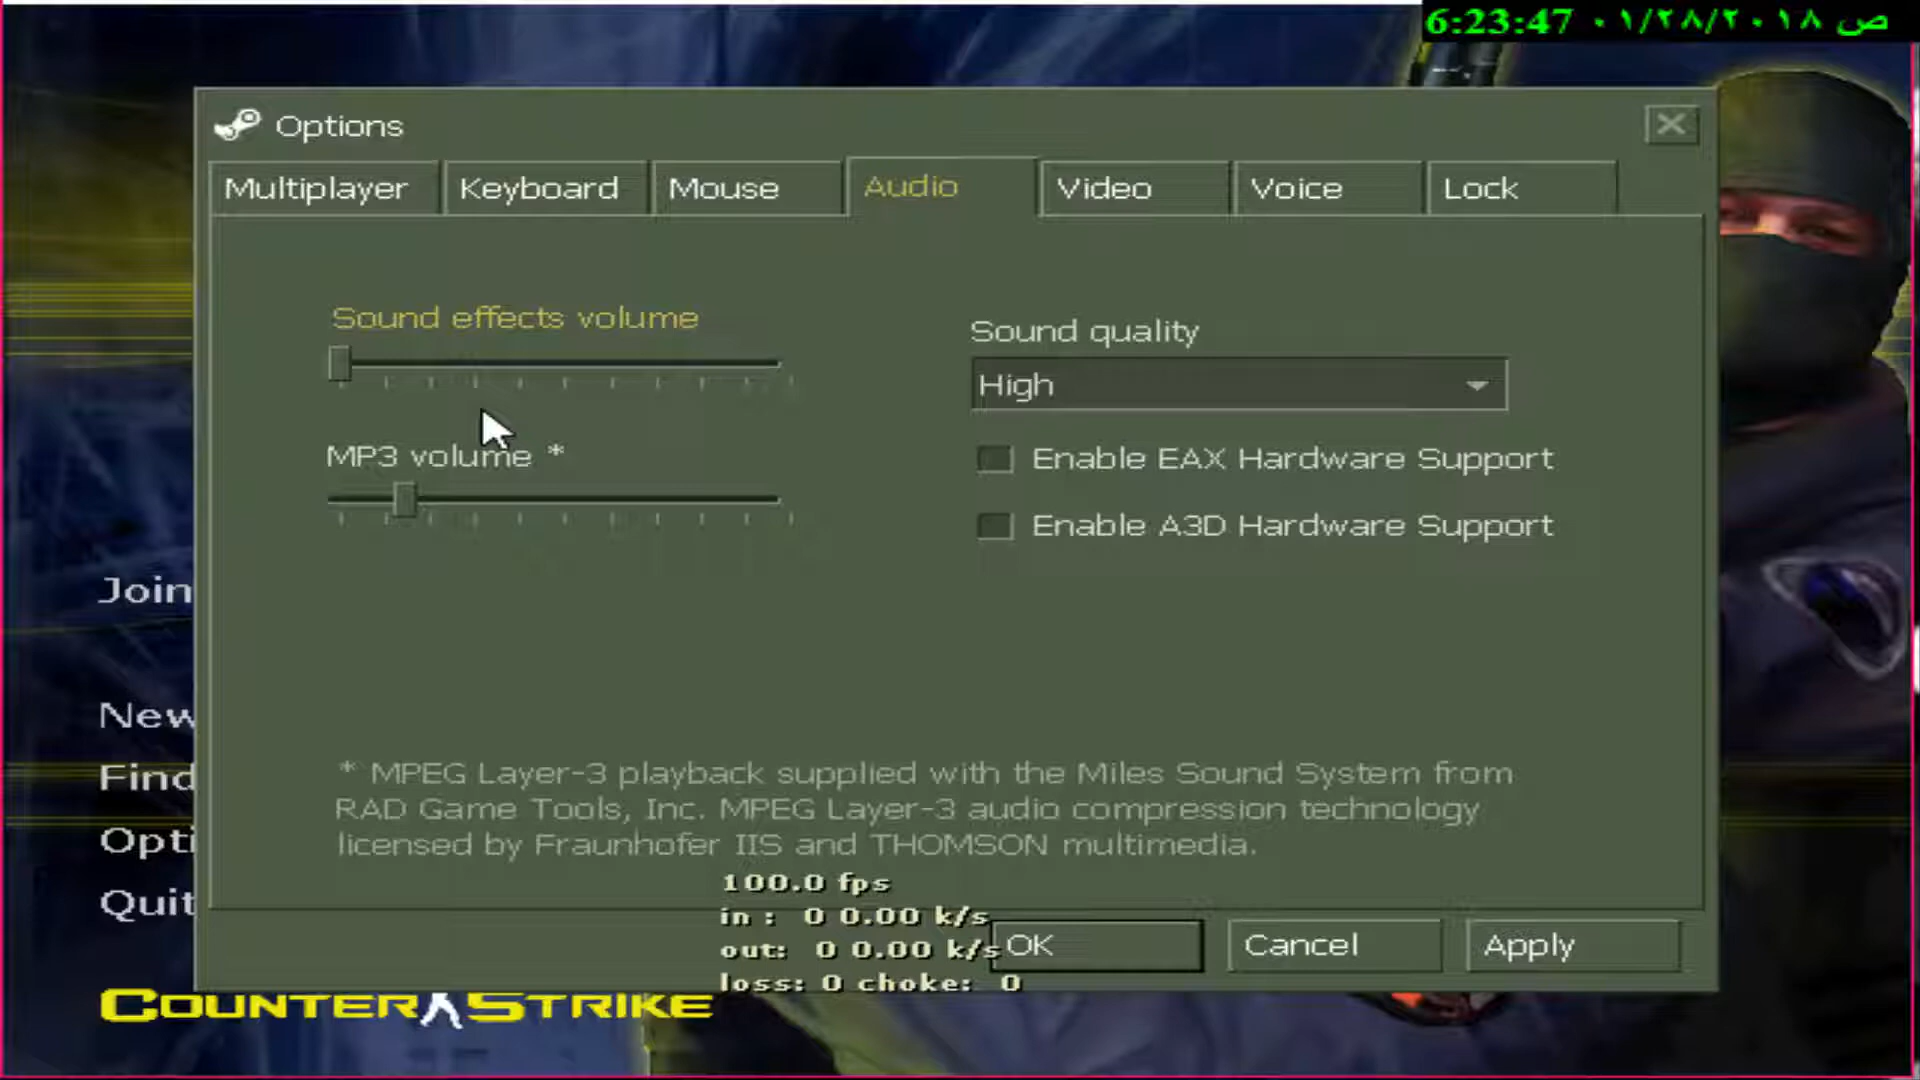 6:23:47 ص ٠١/٢٨/٢٠١٨
Options
Multiplayer
Keyboard
Mouse
Audio
Video
Voice
Lock
Sound effects volume
Sound quality
High
MP3 volume *
Enable EAX Hardware Support
Enable A3D Hardware Support
Join
New
Find
Opti
Quit
* MPEG Layer-3 playback supplied with the Miles Sound System from
RAD Game Tools, Inc. MPEG Layer-3 audio compression technology
licensed by Fraunhofer IIS and THOMSON multimedia.
100.0 fps
in :  0 0.00 k/s
out:  0 0.00 k/s
loss: 0 choke:  0
OK
Cancel
Apply
COUNTER STRIKE